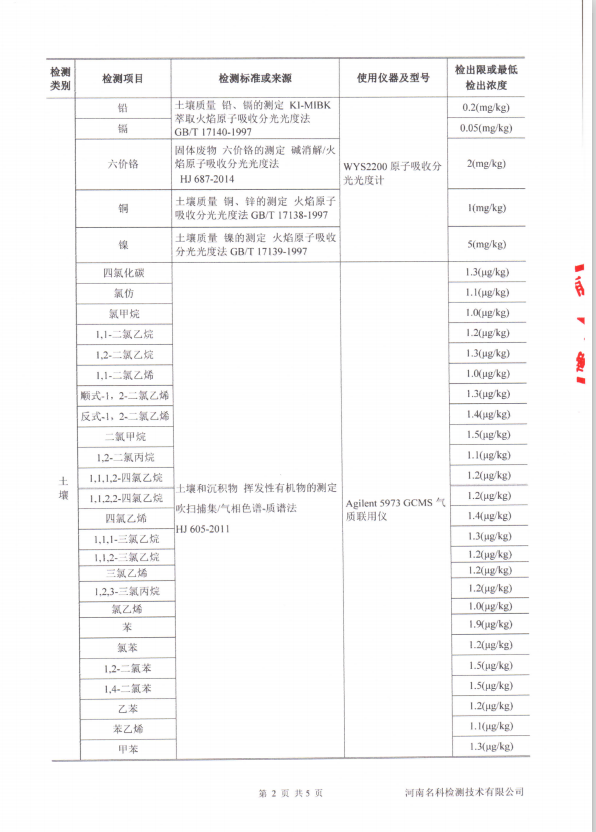 检测类别 检测项目 检测标准或来源 使用仪器及型号 检出限或最低检出浓度
土壤
铅 土壤质量 铅、镉的测定 KI-MIBK 0.2(mg/kg)
萃取火焰原子吸收分光光度法
镉 GB/T 17140-1997 0.05(mg/kg)
固体废物 六价铬的测定 碱消解/火
六价铬 焰原子吸收分光光度法 WYS2200 原子吸收分光光度计 2(mg/kg)
HJ 687-2014
铜 土壤质量 铜、锌的测定 火焰原子 1(mg/kg)
吸收分光光度法 GB/T 17138-1997
镍 土壤质量 镍的测定 火焰原子吸收 5(mg/kg)
分光光度法 GB/T 17139-1997
四氯化碳 1.3(μg/kg)
氯仿 1.1(μg/kg)
氯甲烷 1.0(μg/kg)
1,1-二氯乙烷 1.2(μg/kg)
1,2-二氯乙烷 1.3(μg/kg)
1,1-二氯乙烯 1.0(μg/kg)
顺式-1，2-二氯乙烯 1.3(μg/kg)
反式-1、2-二氯乙烯 1.4(μg/kg)
二氯甲烷 1.5(μg/kg)
1,2-二氯丙烷 1.1(μg/kg)
1,1,1,2-四氯乙烷 1.2(μg/kg)
土壤和沉积物 挥发性有机物的测定
1,1,2,2-四氯乙烷 1.2(μg/kg)
吹扫捕集/气相色谱-质谱法 Agilent 5973 GCMS 气质联用仪
四氯乙烯 1.4(μg/kg)
HJ 605-2011
1,1,1-三氯乙烷 1.3(μg/kg)
1,1,2-三氯乙烷 1.2(μg/kg)
三氯乙烯 1.2(μg/kg)
1,2,3-三氯丙烷 1.2(μg/kg)
氯乙烯 1.0(μg/kg)
苯 1.9(μg/kg)
氯苯 1.2(μg/kg)
1,2-二氯苯 1.5(μg/kg)
1,4-二氯苯 1.5(μg/kg)
乙苯 1.2(μg/kg)
苯乙烯 1.1(μg/kg)
甲苯 1.3(μg/kg)
第 2 页 共 5 页 河南名科检测技术有限公司